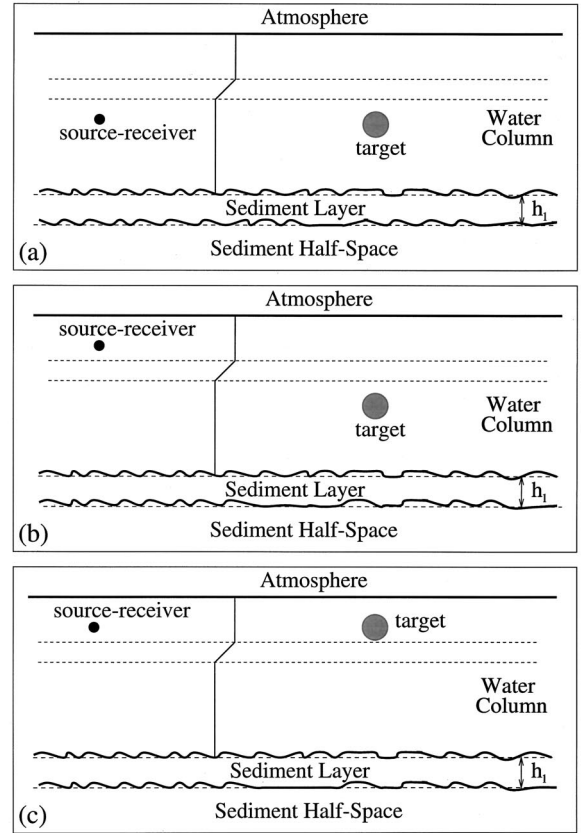 Atmosphere
source-receiver
target
Water
Column
Sediment Layer
h1
(a)
Sediment Half-Space
Atmosphere
source-receiver
target
Water
Column
Sediment Layer
h1
(b)
Sediment Half-Space
Atmosphere
source-receiver
target
Water
Column
Sediment Layer
h1
(c)
Sediment Half-Space